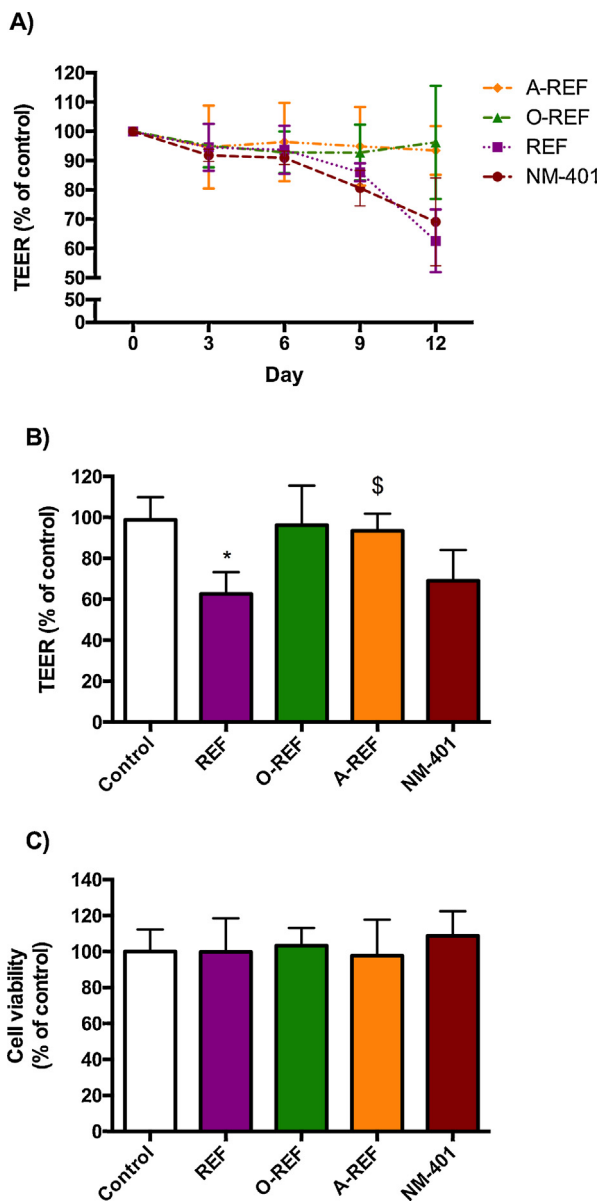 A)
TEER (% of control)
120
110
100
90
80
70
60
50
50
0
0 3 6 9 12
Day
A-REF
O-REF
REF
NM-401
B)
TEER (% of control)
120
100
80
60
40
20
0
*
$
Control REF O-REF A-REF NM-401
C)
Cell viability
(% of control)
140
120
100
80
60
40
20
0
Control REF O-REF A-REF NM-401